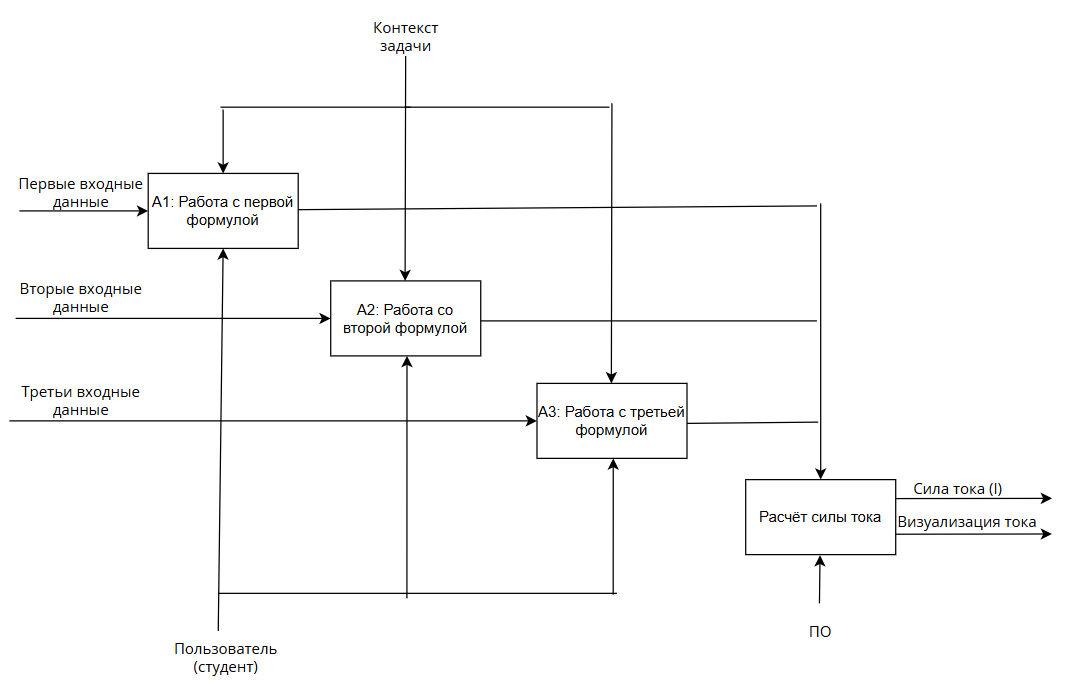 Контекст
задачи
Первые входные
данные
А1: Работа с первой
формулой
Вторые входные
данные
А2: Работа со
второй формулой
Третьи входные
данные
А3: Работа с третьей
формулой
Сила тока (I)
Расчёт силы тока
Визуализация тока
ПО
Пользователь
(студент)